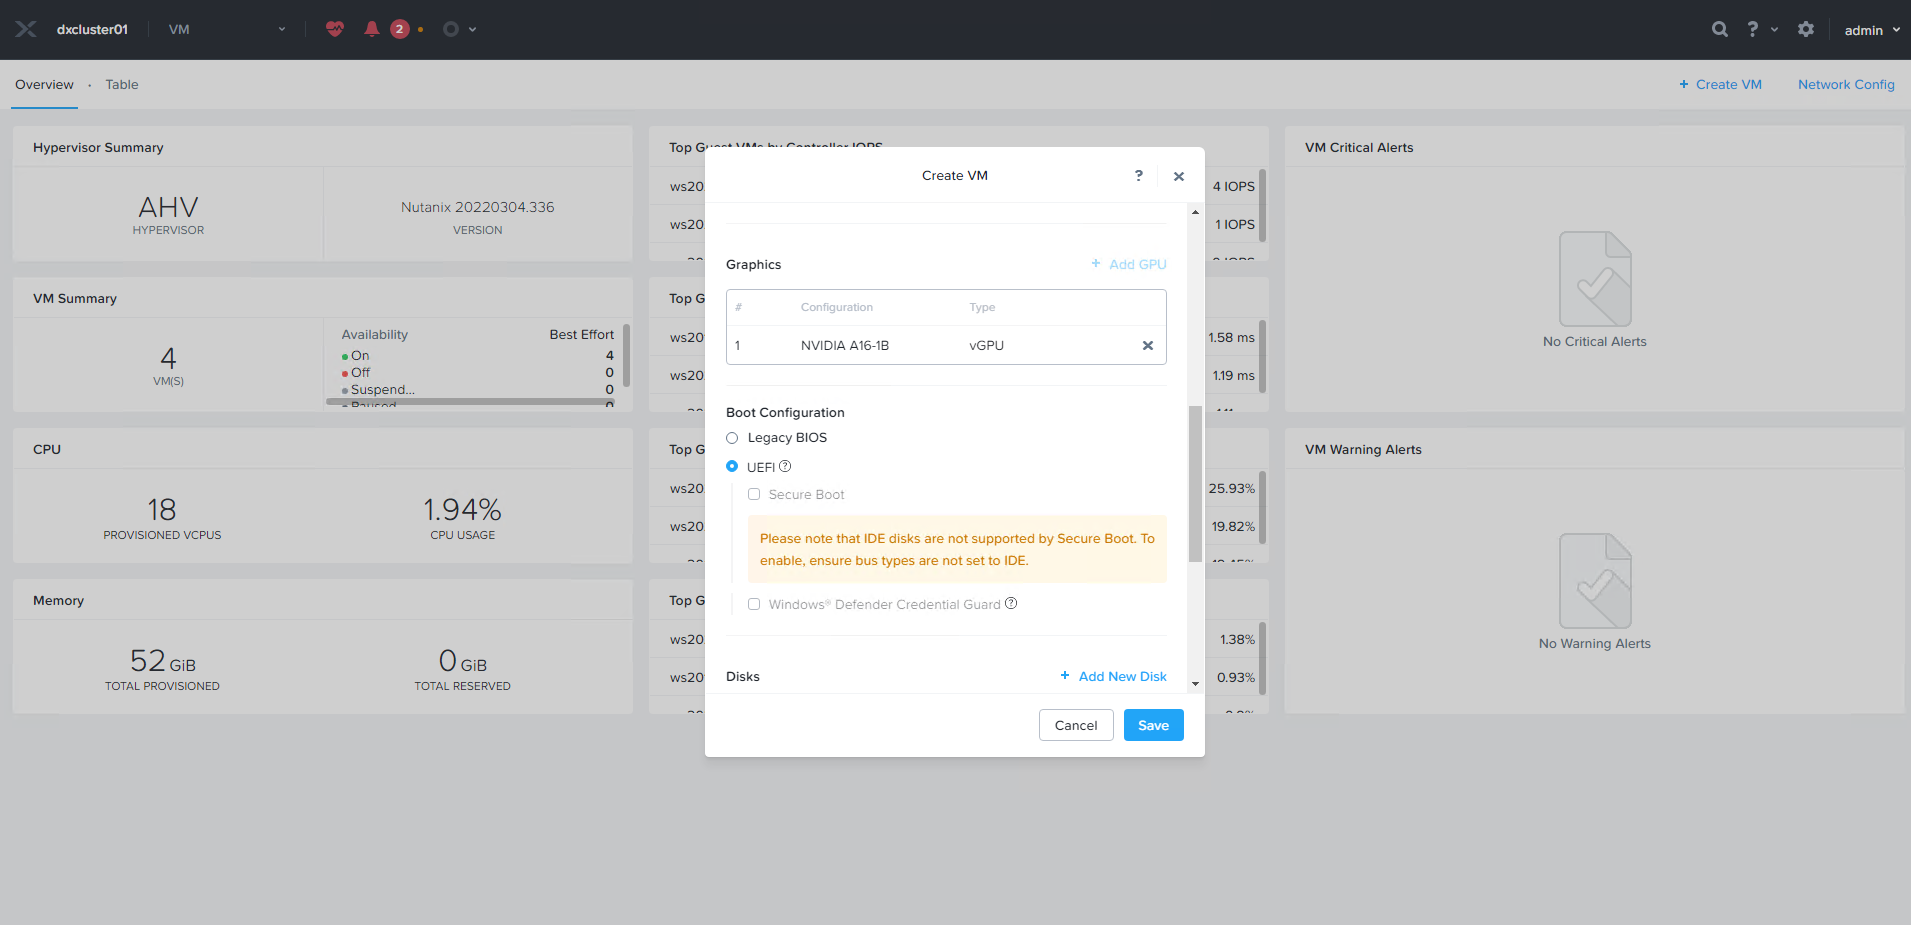 dxcluster01 VM 2 ? admin
Overview · Table + Create VM Network Config
Hypervisor Summary
AHV
HYPERVISOR
Nutanix 20220304.336
VERSION
VM Summary
4
VM(S)
Availability Best Effort
On 4
Off 0
Suspend... 0
Paused 0
CPU
18
PROVISIONED VCPUS
1.94%
CPU USAGE
Memory
52 GiB
TOTAL PROVISIONED
0 GiB
TOTAL RESERVED
Top Guest VMs by Controller IOPS
ws20 4 IOPS
ws20 1 IOPS
Top G
ws20 1.58 ms
ws20 1.19 ms
Top G
ws20 25.93%
ws20 19.82%
Top G
ws20 1.38%
ws20 0.93%
Create VM ?
Graphics + Add GPU
# Configuration Type
1 NVIDIA A16-1B vGPU
Boot Configuration
Legacy BIOS
UEFI ?
Secure Boot
Please note that IDE disks are not supported by Secure Boot. To
enable, ensure bus types are not set to IDE.
Windows® Defender Credential Guard ?
Disks + Add New Disk
Cancel Save
VM Critical Alerts
No Critical Alerts
VM Warning Alerts
No Warning Alerts